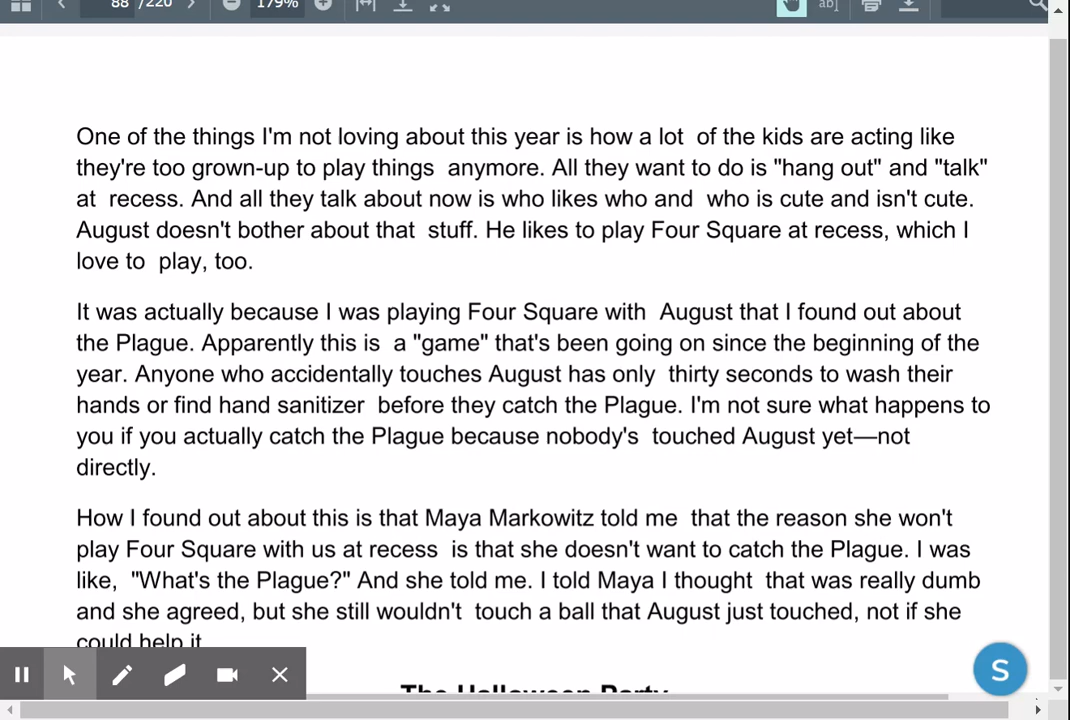 88 /220
179%
ab]
One of the things I'm not loving about this year is how a lot of the kids are acting like
they're too grown-up to play things anymore. All they want to do is "hang out" and "talk"
at recess. And all they talk about now is who likes who and who is cute and isn't cute.
August doesn't bother about that stuff. He likes to play Four Square at recess, which I
love to play, too.
It was actually because I was playing Four Square with August that I found out about
the Plague. Apparently this is a "game" that's been going on since the beginning of the
year. Anyone who accidentally touches August has only thirty seconds to wash their
hands or find hand sanitizer before they catch the Plague. I'm not sure what happens to
you if you actually catch the Plague because nobody's touched August yet—not
directly.
How I found out about this is that Maya Markowitz told me that the reason she won't
play Four Square with us at recess is that she doesn't want to catch the Plague. I was
like, "What's the Plague?" And she told me. I told Maya I thought that was really dumb
and she agreed, but she still wouldn't touch a ball that August just touched, not if she
could help it
The Halloween Party
S